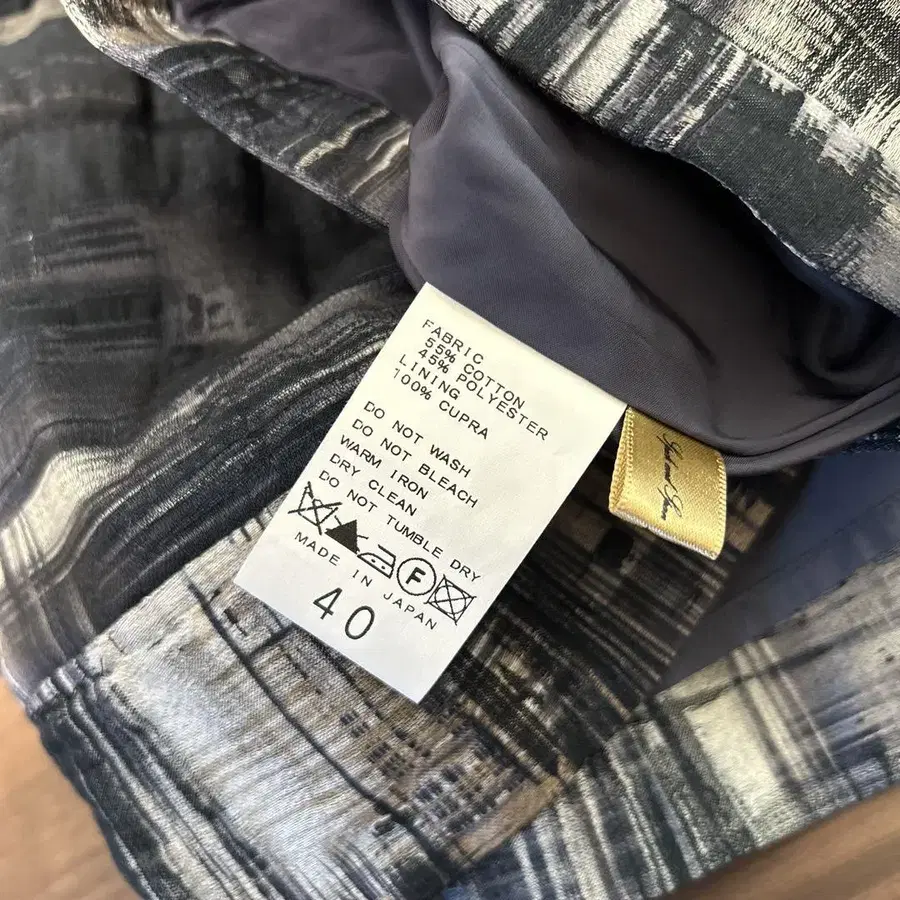 FABRIC
55% COTTON
45% POLYESTER
LINING
100% CUPRA
DO NOT WASH
DO NOT BLEACH
WARM IRON
DRY CLEAN
DO NOT TUMBLE DRY
F
MADE IN JAPAN
40
and